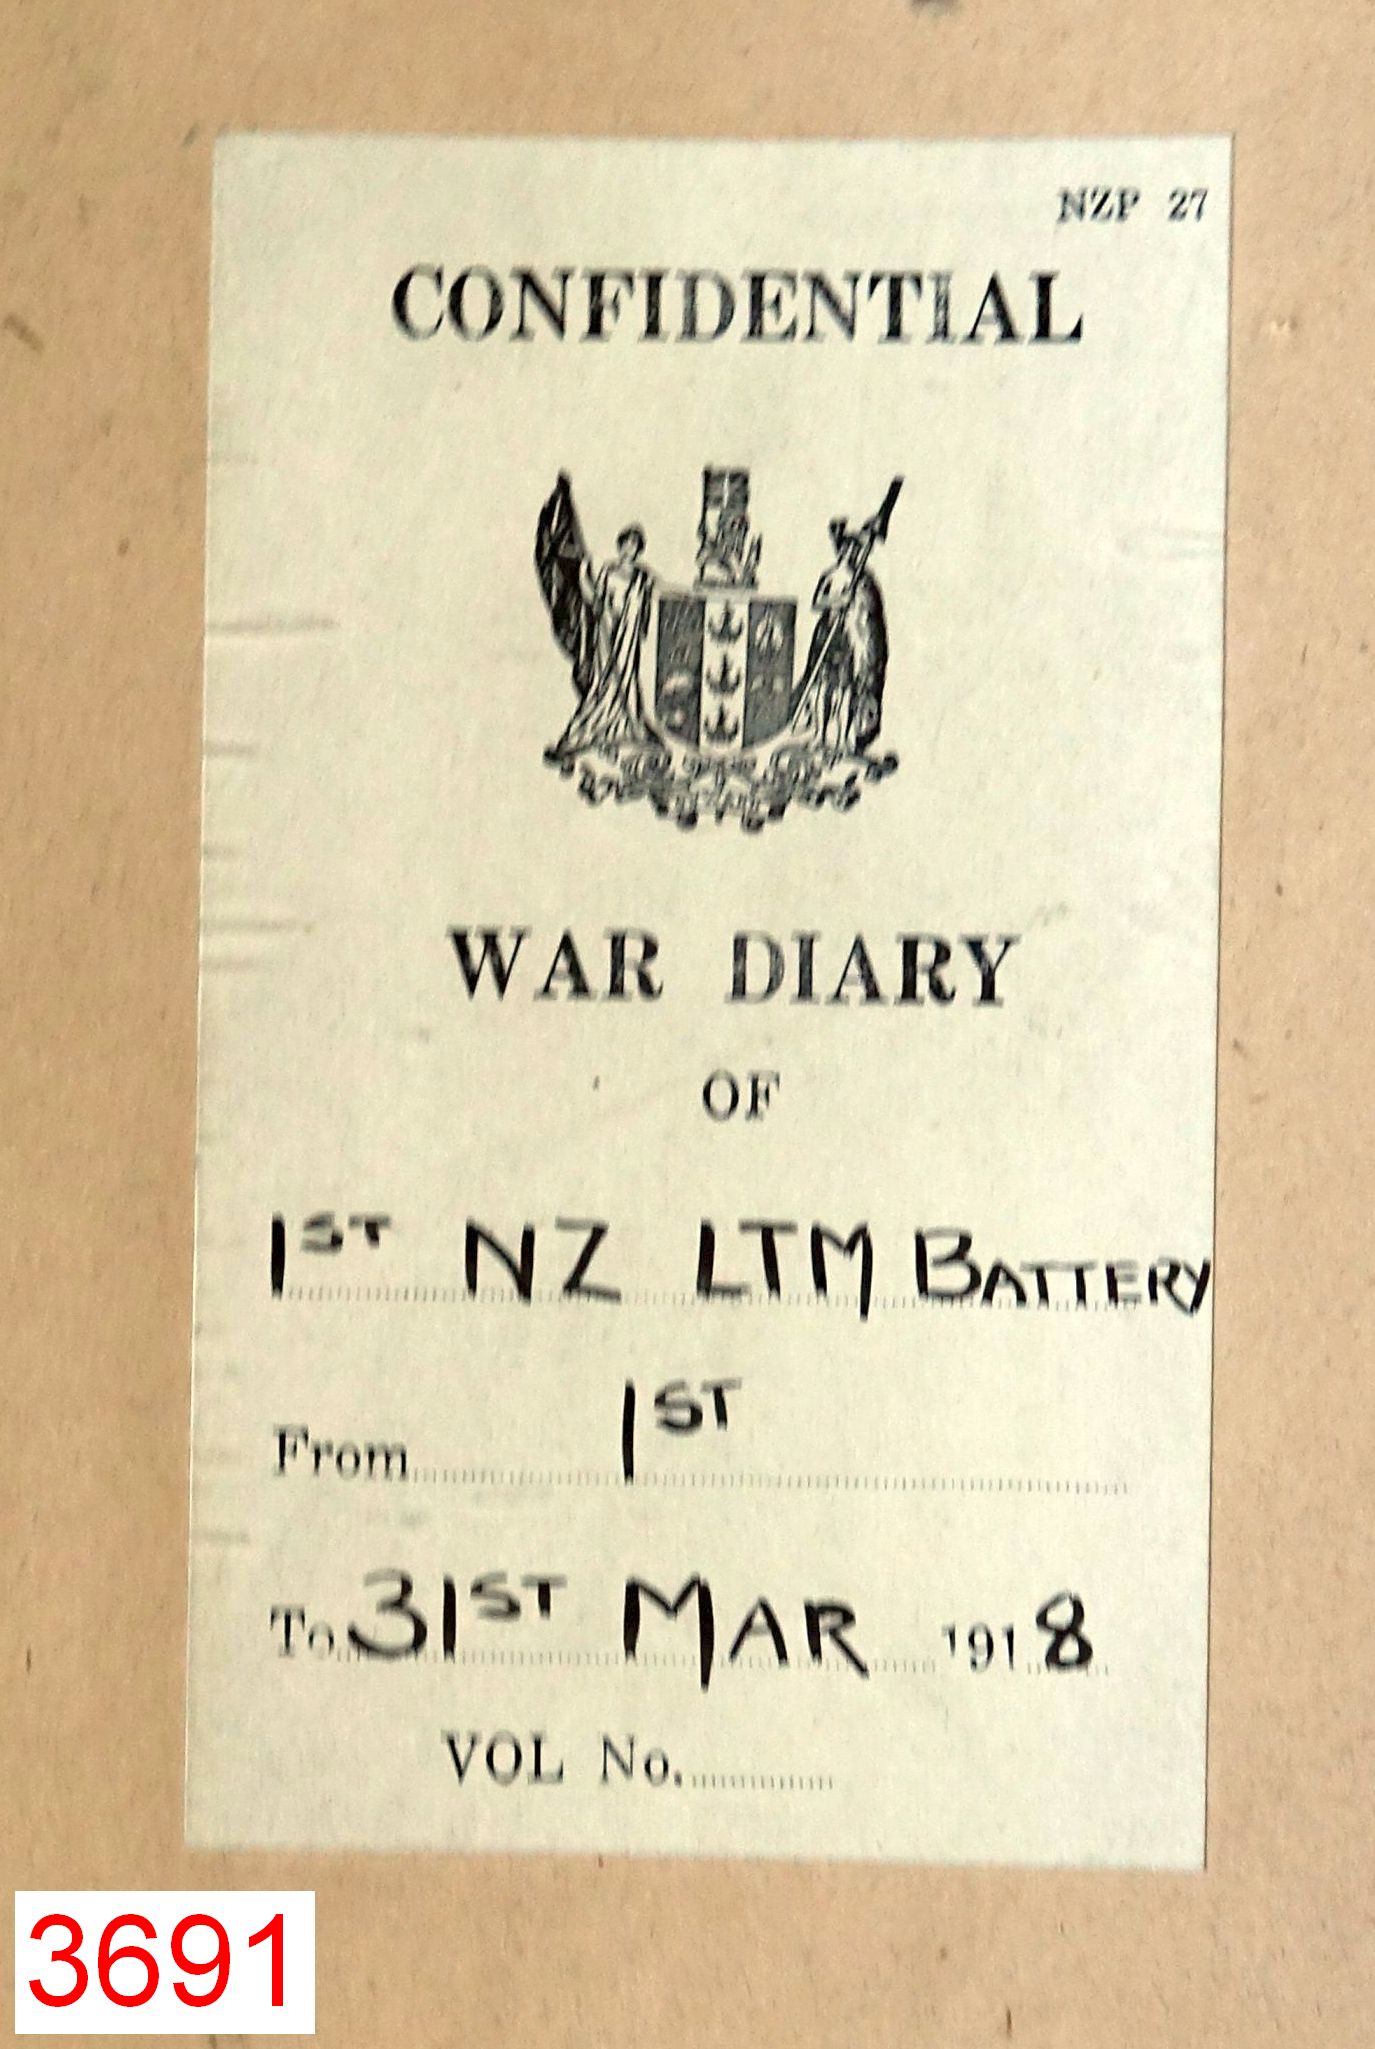 NZP 27
CONFIDENTIAL
WAR DIARY
OF
1ST NZ LTM BATTERY
From 1ST
To 31ST MAR 1918
VOL No.
3691